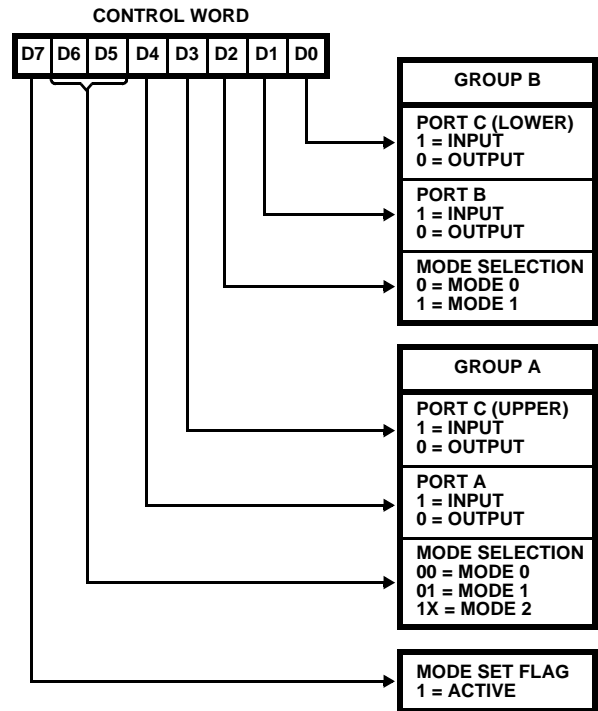 CONTROL WORD
D7 D6 D5 D4 D3 D2 D1 D0
GROUP B
PORT C (LOWER)
1 = INPUT
0 = OUTPUT
PORT B
1 = INPUT
0 = OUTPUT
MODE SELECTION
0 = MODE 0
1 = MODE 1
GROUP A
PORT C (UPPER)
1 = INPUT
0 = OUTPUT
PORT A
1 = INPUT
0 = OUTPUT
MODE SELECTION
00 = MODE 0
01 = MODE 1
1X = MODE 2
MODE SET FLAG
1 = ACTIVE